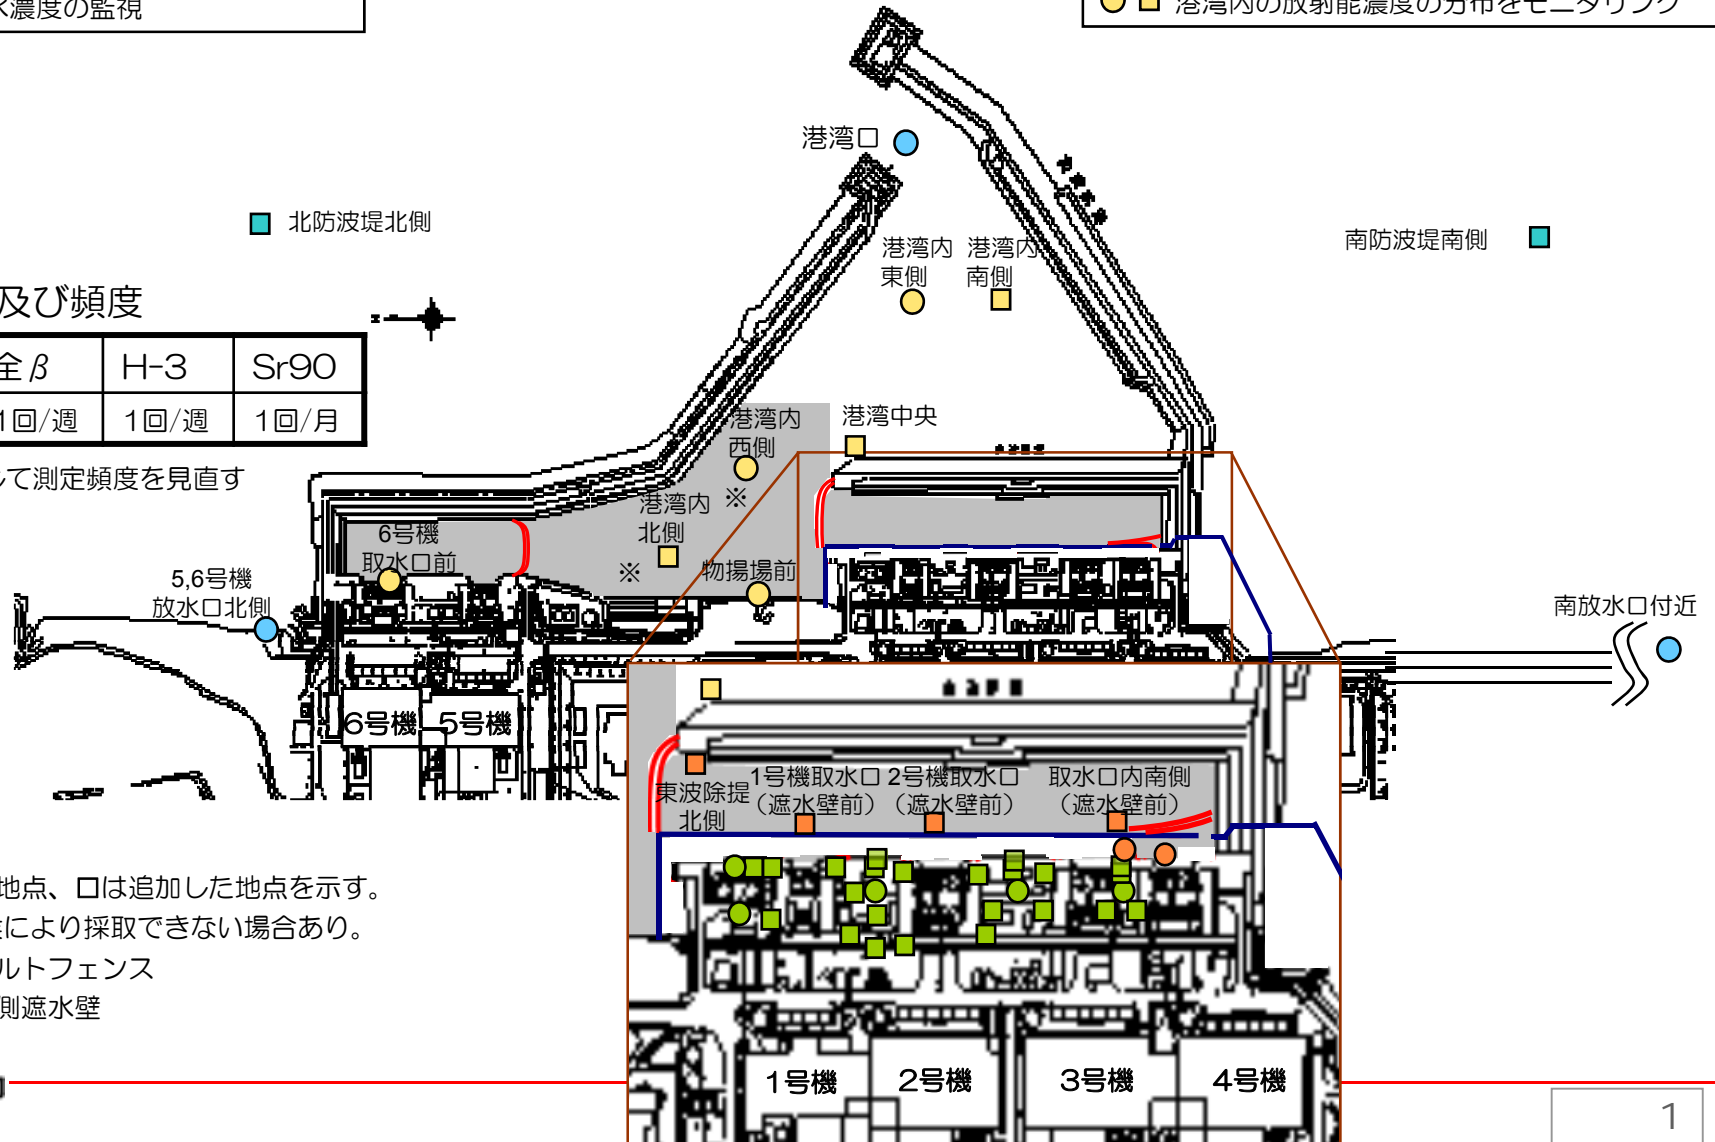 水濃度の監視
港湾内の放射能濃度の分布をモニタリング
港湾口
北防波堤北側
南防波堤南側
港湾内
東側
港湾内
南側
及び頻度
全β
H-3
Sr90
1回/週
1回/週
1回/月
て測定頻度を見直す
港湾内
西側
※
港湾中央
港湾内
北側
※
6号機
取水口前
物揚場前
5,6号機
放水口北側
南放水口付近
6号機
5号機
東波除堤
北側
1号機取水口
(遮水壁前)
2号機取水口
(遮水壁前)
取水口内南側
(遮水壁前)
地点、口は追加した地点を示す。
により採取できない場合あり。
ルトフェンス
側遮水壁
1号機
2号機
3号機
4号機
1